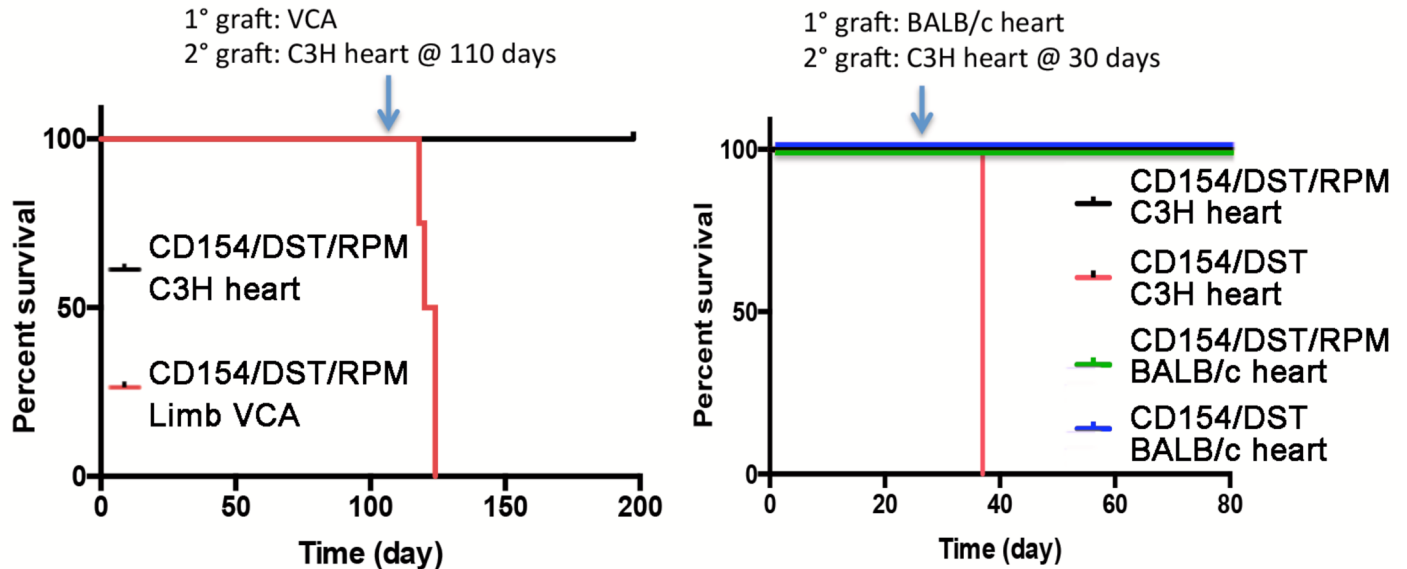 1° graft: VCA
2° graft: C3H heart @ 110 days
Percent survival
100
50
0
CD154/DST/RPM
C3H heart
CD154/DST/RPM
Limb VCA
0
50
100
150
200
Time (day)
1° graft: BALB/c heart
2° graft: C3H heart @ 30 days
Percent survival
100
50
0
CD154/DST/RPM
C3H heart
CD154/DST
C3H heart
CD154/DST/RPM
BALB/c heart
CD154/DST
BALB/c heart
0
20
40
60
80
Time (day)